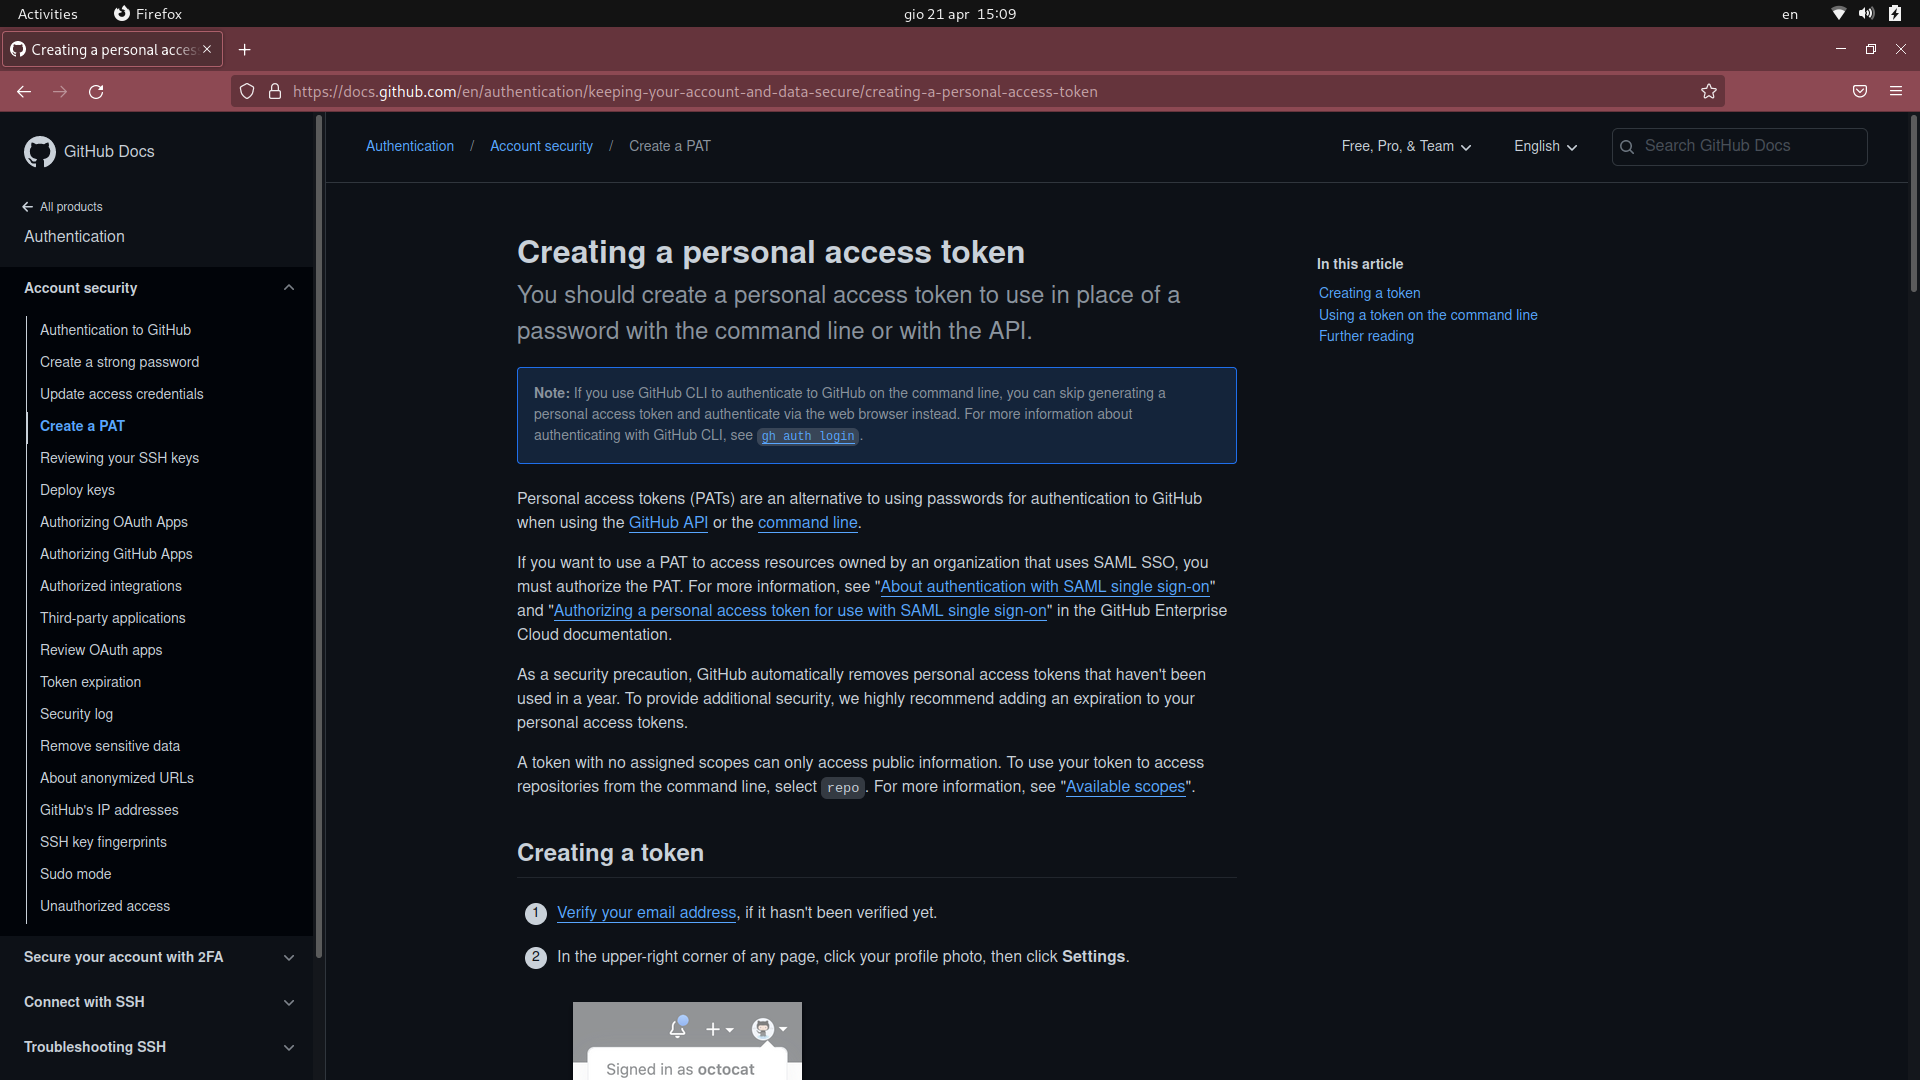 Activities
Firefox
gio 21 apr 15:09
en
Creating a personal acces
https://docs.github.com/en/authentication/keeping-your-account-and-data-secure/creating-a-personal-access-token
GitHub Docs
All products
Authentication
Account security
Authentication to GitHub
Create a strong password
Update access credentials
Create a PAT
Reviewing your SSH keys
Deploy keys
Authorizing OAuth Apps
Authorizing GitHub Apps
Authorized integrations
Third-party applications
Review OAuth apps
Token expiration
Security log
Remove sensitive data
About anonymized URLs
GitHub's IP addresses
SSH key fingerprints
Sudo mode
Unauthorized access
Secure your account with 2FA
Connect with SSH
Troubleshooting SSH
Authentication / Account security / Create a PAT
Free, Pro, & Team
English
Search GitHub Docs
Creating a personal access token
You should create a personal access token to use in place of a
password with the command line or with the API.
Note: If you use GitHub CLI to authenticate to GitHub on the command line, you can skip generating a
personal access token and authenticate via the web browser instead. For more information about
authenticating with GitHub CLI, see gh auth login.
Personal access tokens (PATs) are an alternative to using passwords for authentication to GitHub
when using the GitHub API or the command line.
If you want to use a PAT to access resources owned by an organization that uses SAML SSO, you
must authorize the PAT. For more information, see "About authentication with SAML single sign-on"
and "Authorizing a personal access token for use with SAML single sign-on" in the GitHub Enterprise
Cloud documentation.
As a security precaution, GitHub automatically removes personal access tokens that haven't been
used in a year. To provide additional security, we highly recommend adding an expiration to your
personal access tokens.
A token with no assigned scopes can only access public information. To use your token to access
repositories from the command line, select repo. For more information, see "Available scopes".
Creating a token
1 Verify your email address, if it hasn't been verified yet.
2 In the upper-right corner of any page, click your profile photo, then click Settings.
Signed in as octocat
In this article
Creating a token
Using a token on the command line
Further reading